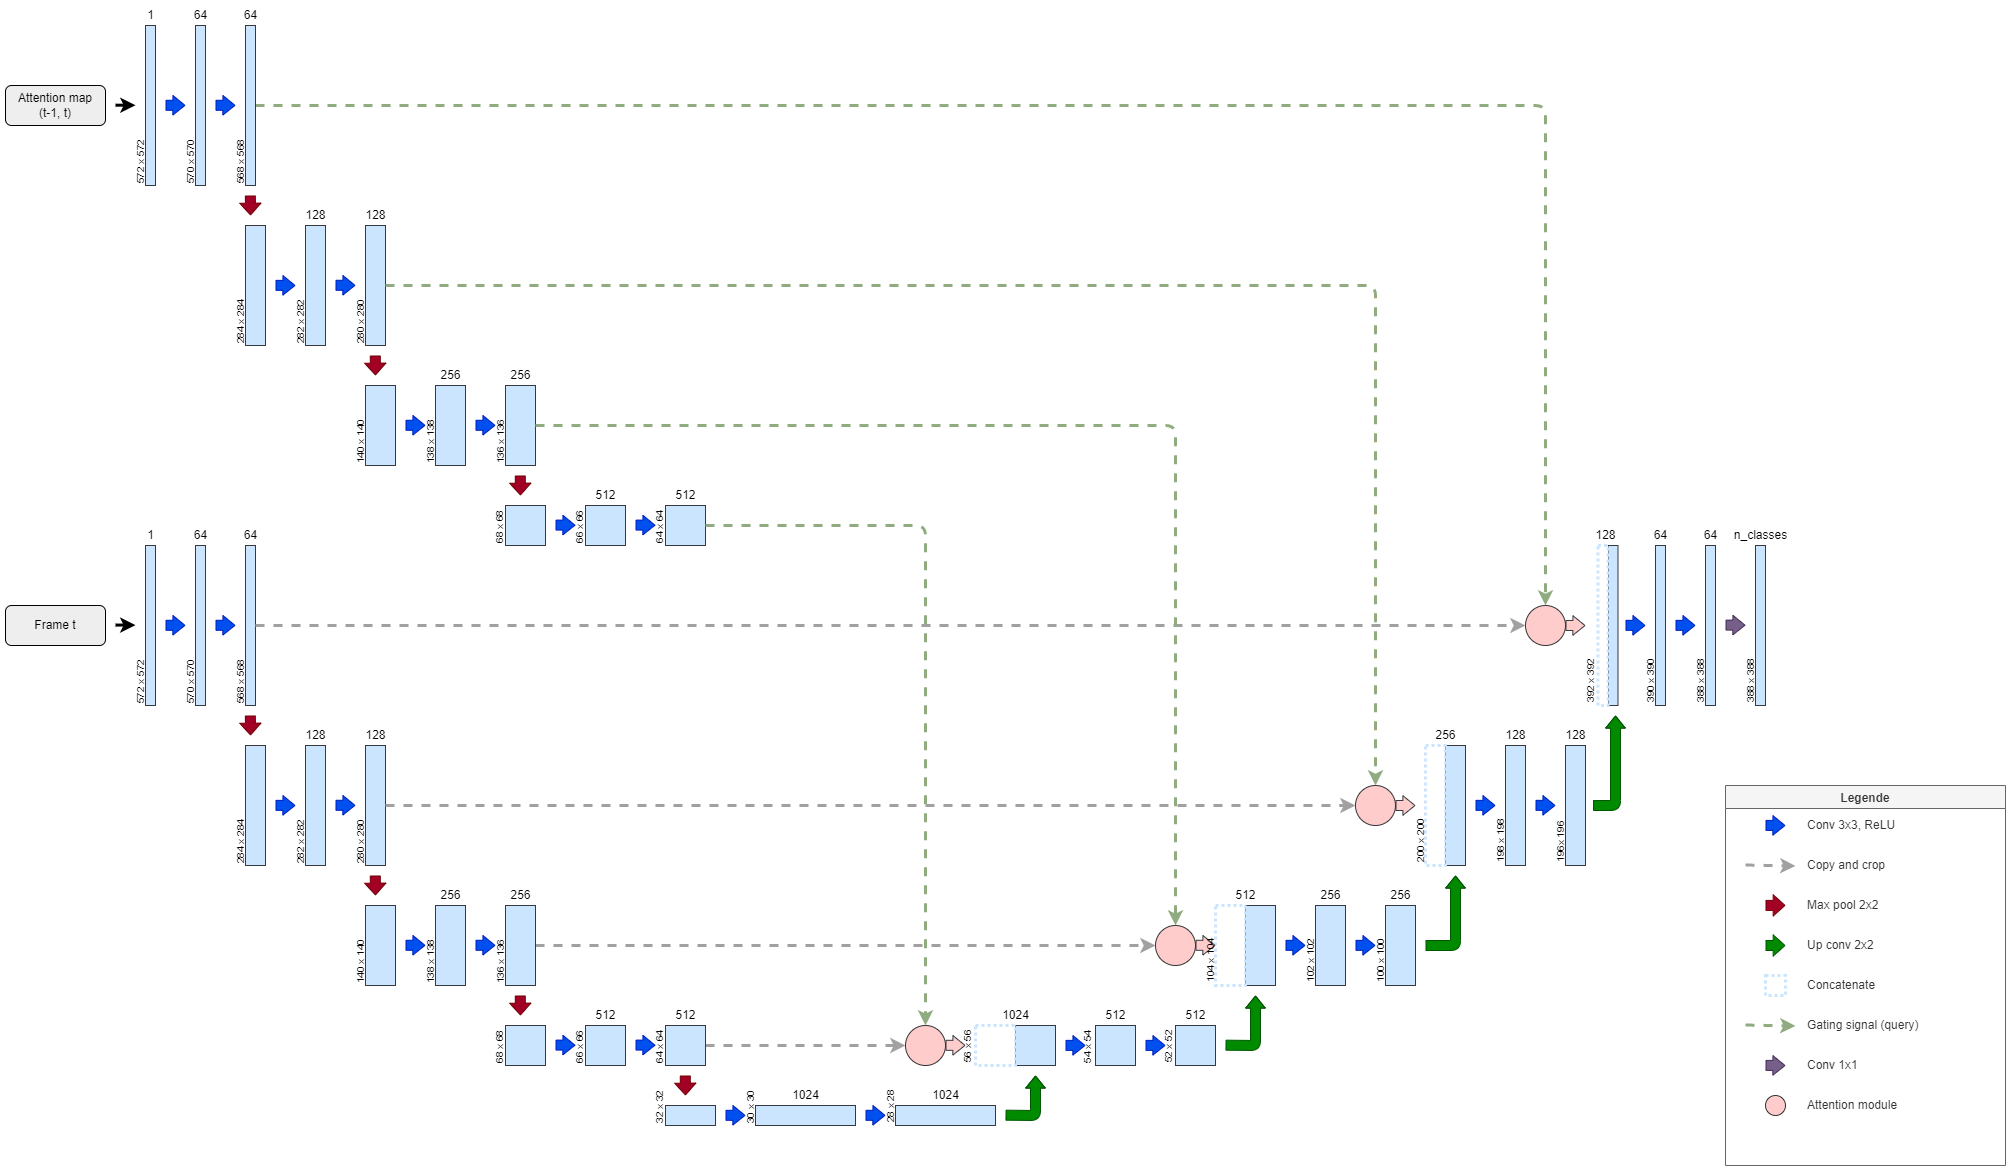 1
64
64
Attention map
(t-1, t)
572 x 572
570 x 570
568 x 568
128
128
284 x 284
282 x 282
280 x 280
256
256
140 x 140
138 x 138
136 x 136
512
512
68 x 68
66 x 66
64 x 64
1
64
64
Frame t
572 x 572
570 x 570
568 x 568
128
64
64
n_classes
392 x 392
390 x 390
388 x 388
388 x 388
128
128
284 x 284
282 x 282
280 x 280
256
128
128
200 x 200
198 x 198
196 x 196
256
256
140 x 140
138 x 138
136 x 136
512
256
256
104 x 104
102 x 102
100 x 100
512
512
68 x 68
66 x 66
64 x 64
1024
512
512
56 x 56
54 x 54
52 x 52
1024
1024
32 x 32
30 x 30
28 x 28
Legende
Conv 3x3, ReLU
Copy and crop
Max pool 2x2
Up conv 2x2
Concatenate
Gating signal (query)
Conv 1x1
Attention module